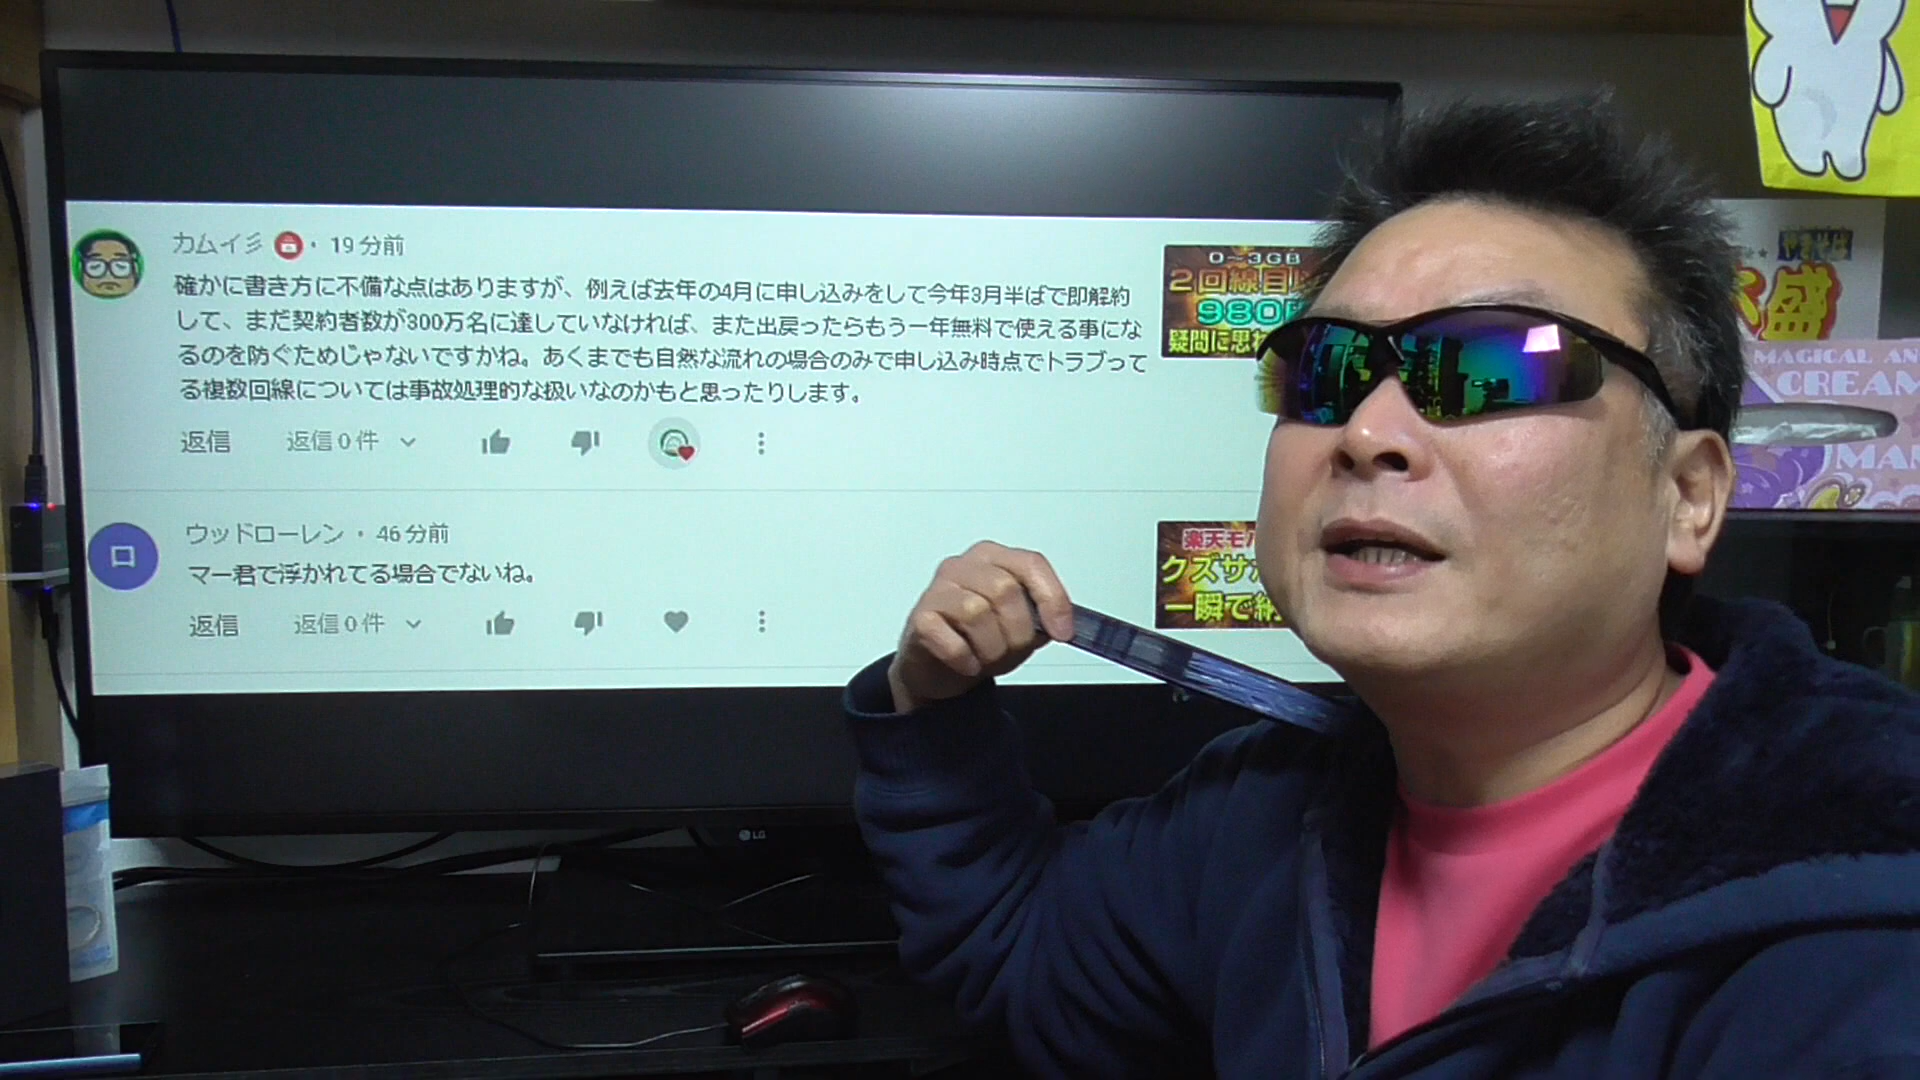 カムイ彡 ・ 19 分前
確かに書き方に不備な点はありますが、例えば去年の4月に申し込みをして今年3月半ばで即解約
して、まだ契約者数が300万名に達していなければ、また出戻ったらもう一年無料で使える事にな
るのを防ぐためじゃないですかね。あくまでも自然な流れの場合のみで申し込み時点でトラブって
る複数回線については事故処理的な扱いなのかもと思ったりします。
返信 返信 0 件
0~3GB
2回線目
980
疑問に思
ロ
ウッドローレン ・ 46 分前
マー君で浮かれてる場合でないね。
返信 返信 0 件
楽天モバ
クズサ
一瞬で
LG
盛
MAGICAL AN
CREAM
MA